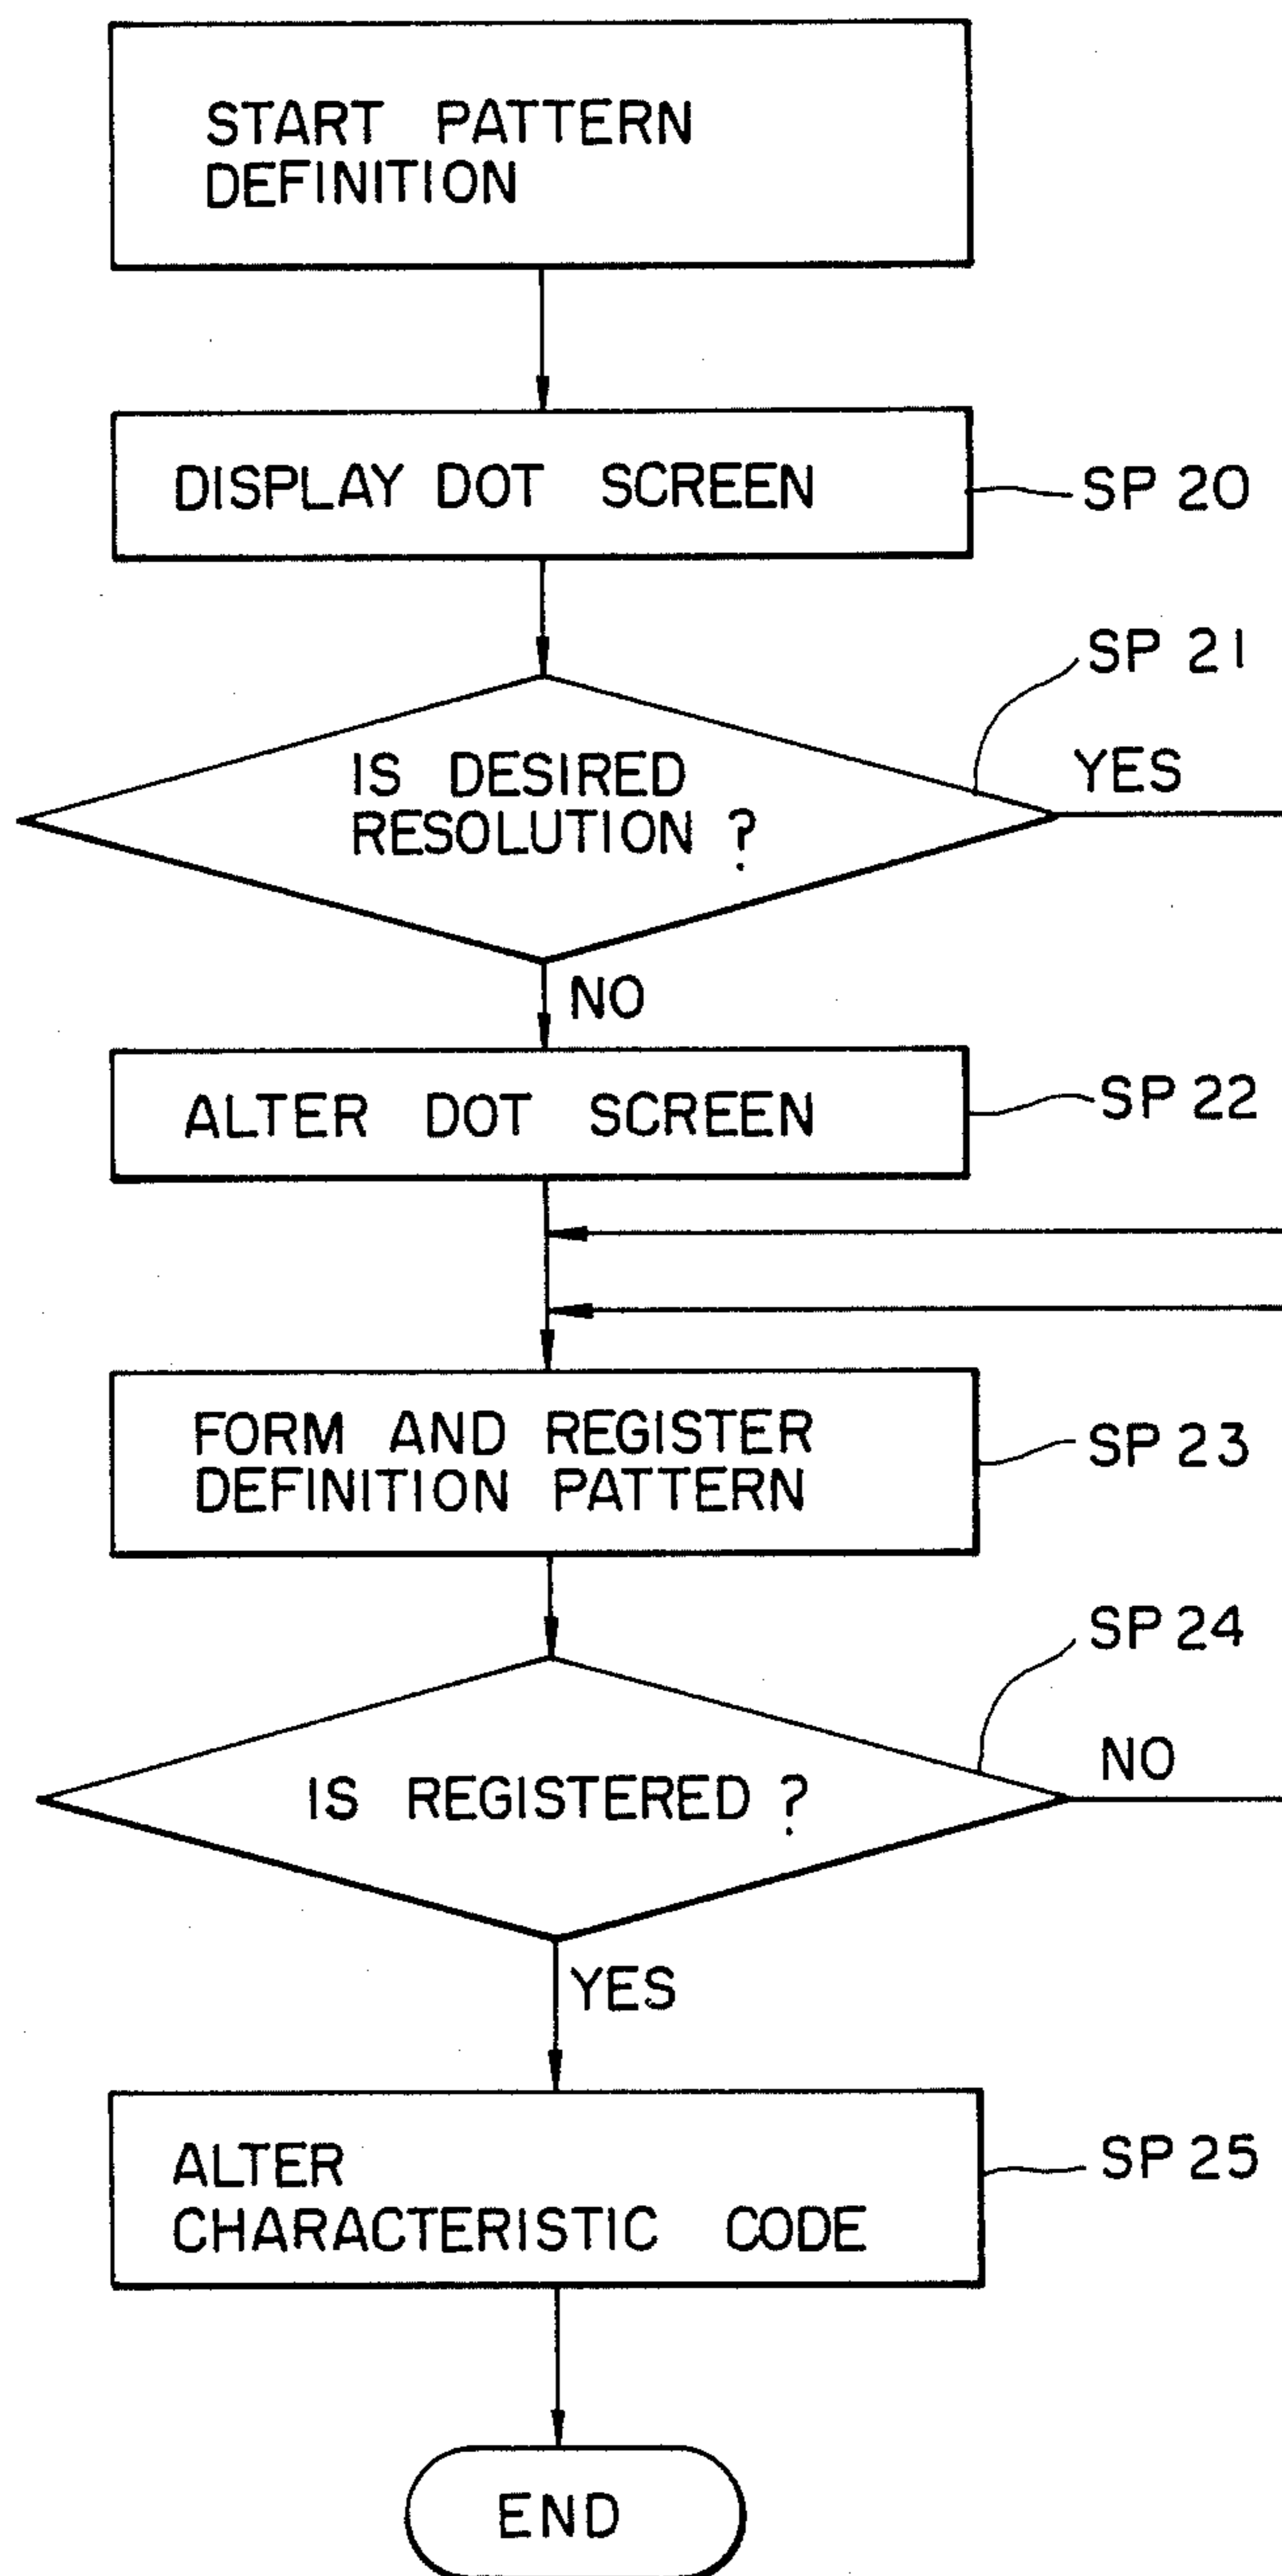 START PATTERN
DEFINITION
DISPLAY DOT SCREEN
SP 20
SP 21
IS DESIRED
RESOLUTION ?
YES
NO
ALTER DOT SCREEN
SP 22
FORM AND REGISTER
DEFINITION PATTERN
SP 23
SP 24
IS REGISTERED ?
NO
YES
ALTER
CHARACTERISTIC CODE
SP 25
END